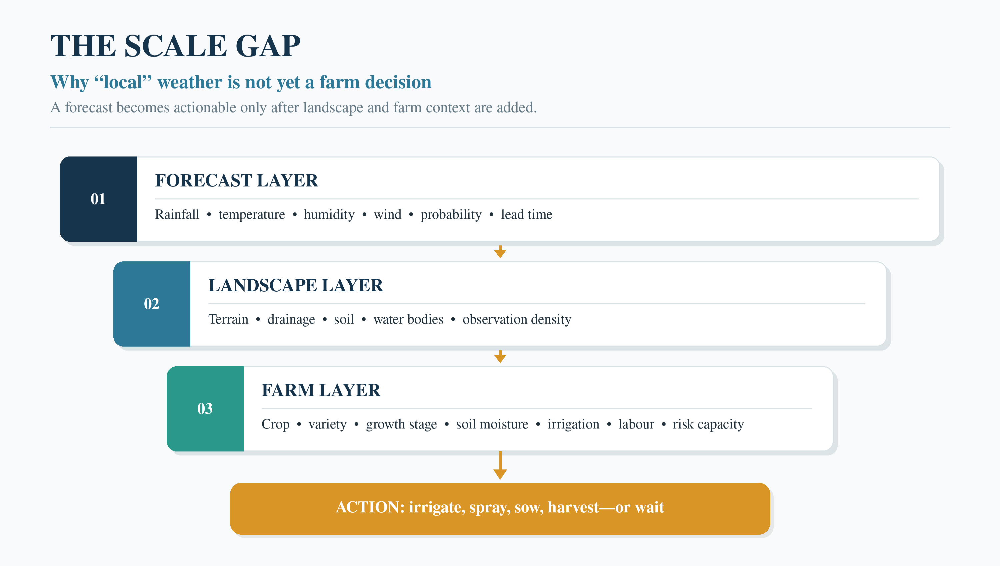 THE SCALE GAP
Why “local” weather is not yet a farm decision
A forecast becomes actionable only after landscape and farm context are added.
01
FORECAST LAYER
Rainfall • temperature • humidity • wind • probability • lead time
02
LANDSCAPE LAYER
Terrain • drainage • soil • water bodies • observation density
03
FARM LAYER
Crop • variety • growth stage • soil moisture • irrigation • labour • risk capacity
ACTION: irrigate, spray, sow, harvest—or wait